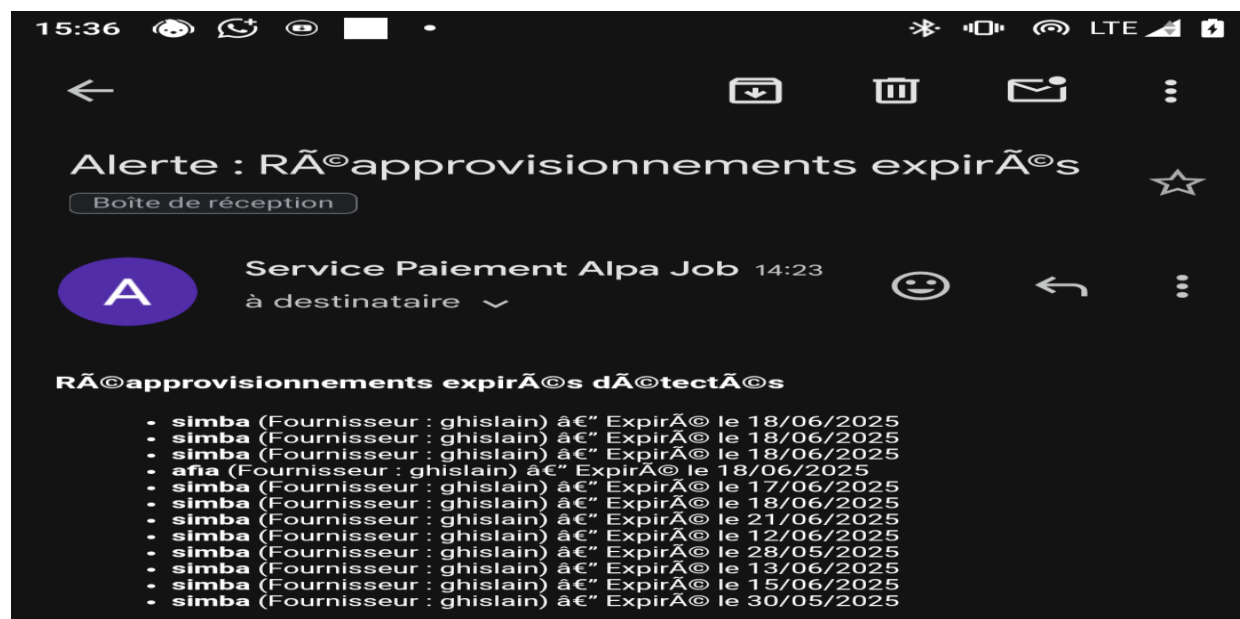 15:36 LTE
Alerte : RÃ©approvisionnements expirÃ©s
Boîte de réception
A
Service Paiement Alpa Job 14:23
à destinataire
RÃ©approvisionnements expirÃ©s dÃ©tectÃ©s
• simba (Fournisseur : ghislain) â€” ExpirÃ© le 18/06/2025
• simba (Fournisseur : ghislain) â€” ExpirÃ© le 18/06/2025
• simba (Fournisseur : ghislain) â€” ExpirÃ© le 18/06/2025
• afia (Fournisseur : ghislain) â€” ExpirÃ© le 18/06/2025
• simba (Fournisseur : ghislain) â€” ExpirÃ© le 17/06/2025
• simba (Fournisseur : ghislain) â€” ExpirÃ© le 18/06/2025
• simba (Fournisseur : ghislain) â€” ExpirÃ© le 21/06/2025
• simba (Fournisseur : ghislain) â€” ExpirÃ© le 12/06/2025
• simba (Fournisseur : ghislain) â€” ExpirÃ© le 28/05/2025
• simba (Fournisseur : ghislain) â€” ExpirÃ© le 13/06/2025
• simba (Fournisseur : ghislain) â€” ExpirÃ© le 15/06/2025
• simba (Fournisseur : ghislain) â€” ExpirÃ© le 30/05/2025